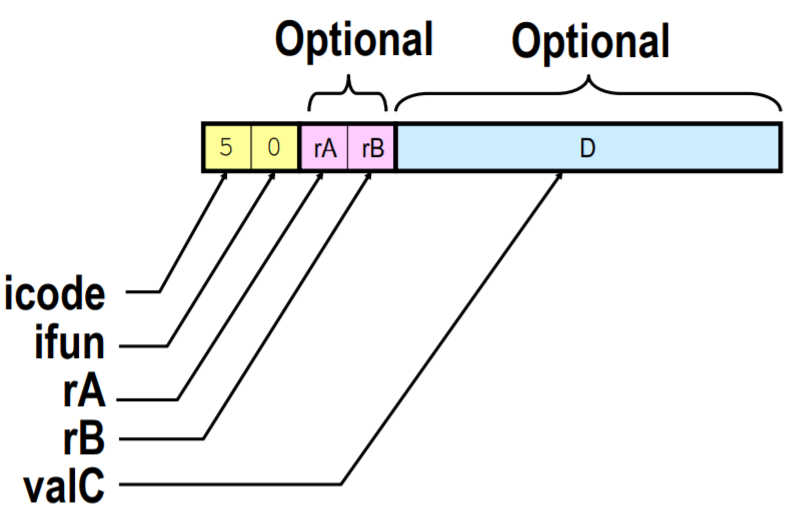 Optional Optional
5 0 rA rB D
icode
ifun
rA
rB
valC